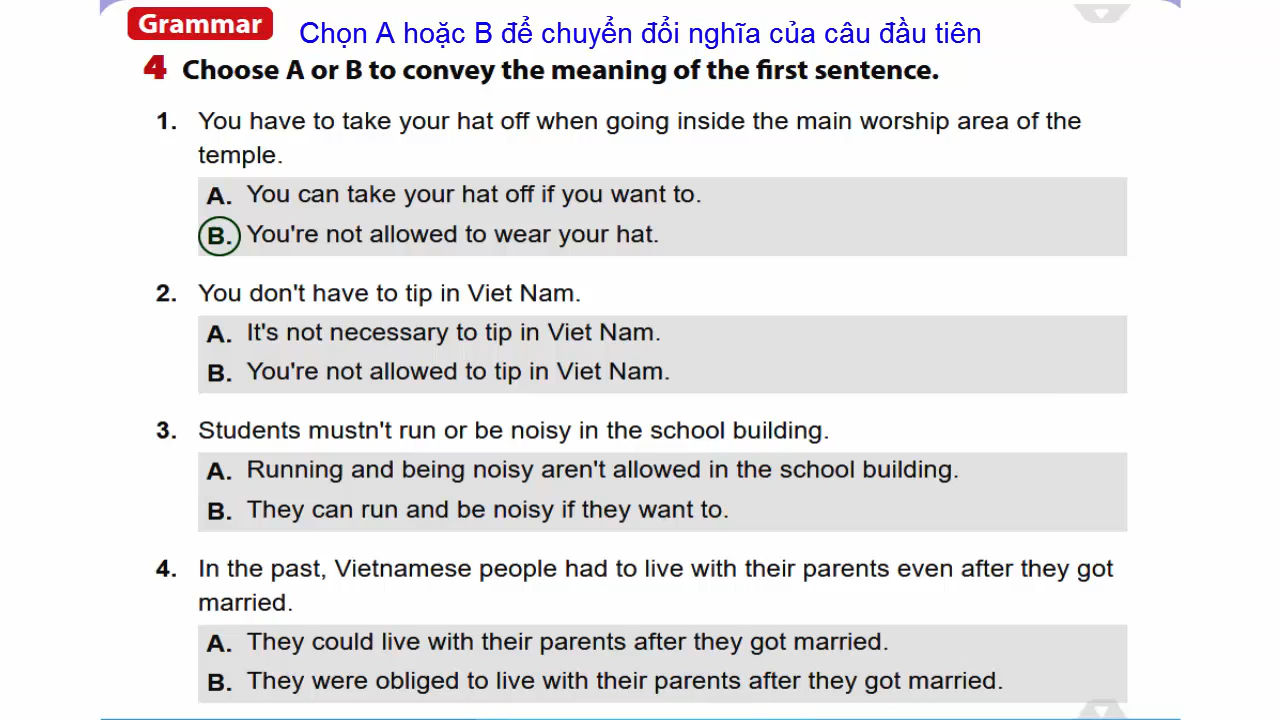 Grammar
Chọn A hoặc B để chuyển đổi nghĩa của câu đầu tiên
4 Choose A or B to convey the meaning of the first sentence.
1. You have to take your hat off when going inside the main worship area of the
temple.
A. You can take your hat off if you want to.
B. You're not allowed to wear your hat.
2. You don't have to tip in Viet Nam.
A. It's not necessary to tip in Viet Nam.
B. You're not allowed to tip in Viet Nam.
3. Students mustn't run or be noisy in the school building.
A. Running and being noisy aren't allowed in the school building.
B. They can run and be noisy if they want to.
4. In the past, Vietnamese people had to live with their parents even after they got
married.
A. They could live with their parents after they got married.
B. They were obliged to live with their parents after they got married.